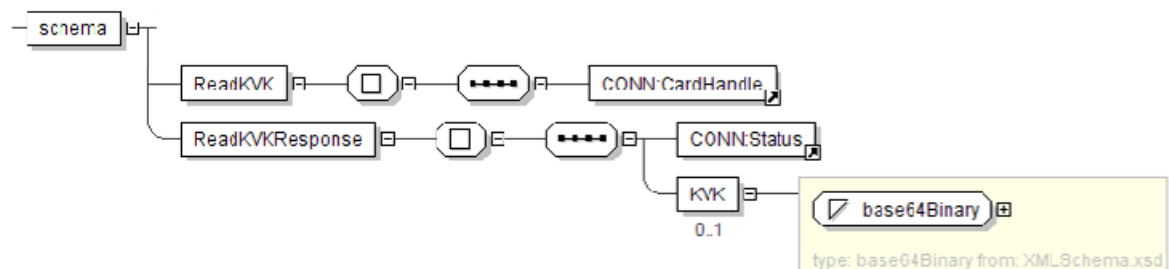 schema
ReadKVK CONN:CardHandle
ReadKVKResponse CONN:Status
KVK base64Binary
0..1
type: base64Binary from: XMLSchema.xsd